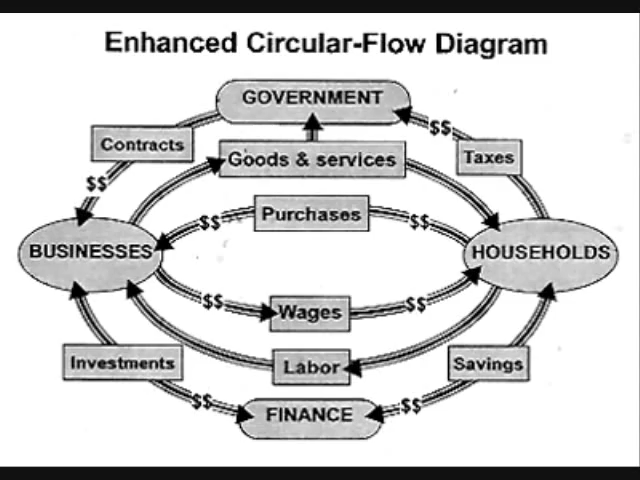 Enhanced Circular-Flow Diagram
GOVERNMENT
Contracts
$$
Taxes
Goods & services
$$
Purchases
$$
$$
BUSINESSES
HOUSEHOLDS
$$
Wages
$$
Investments
Labor
Savings
$$
FINANCE
$$